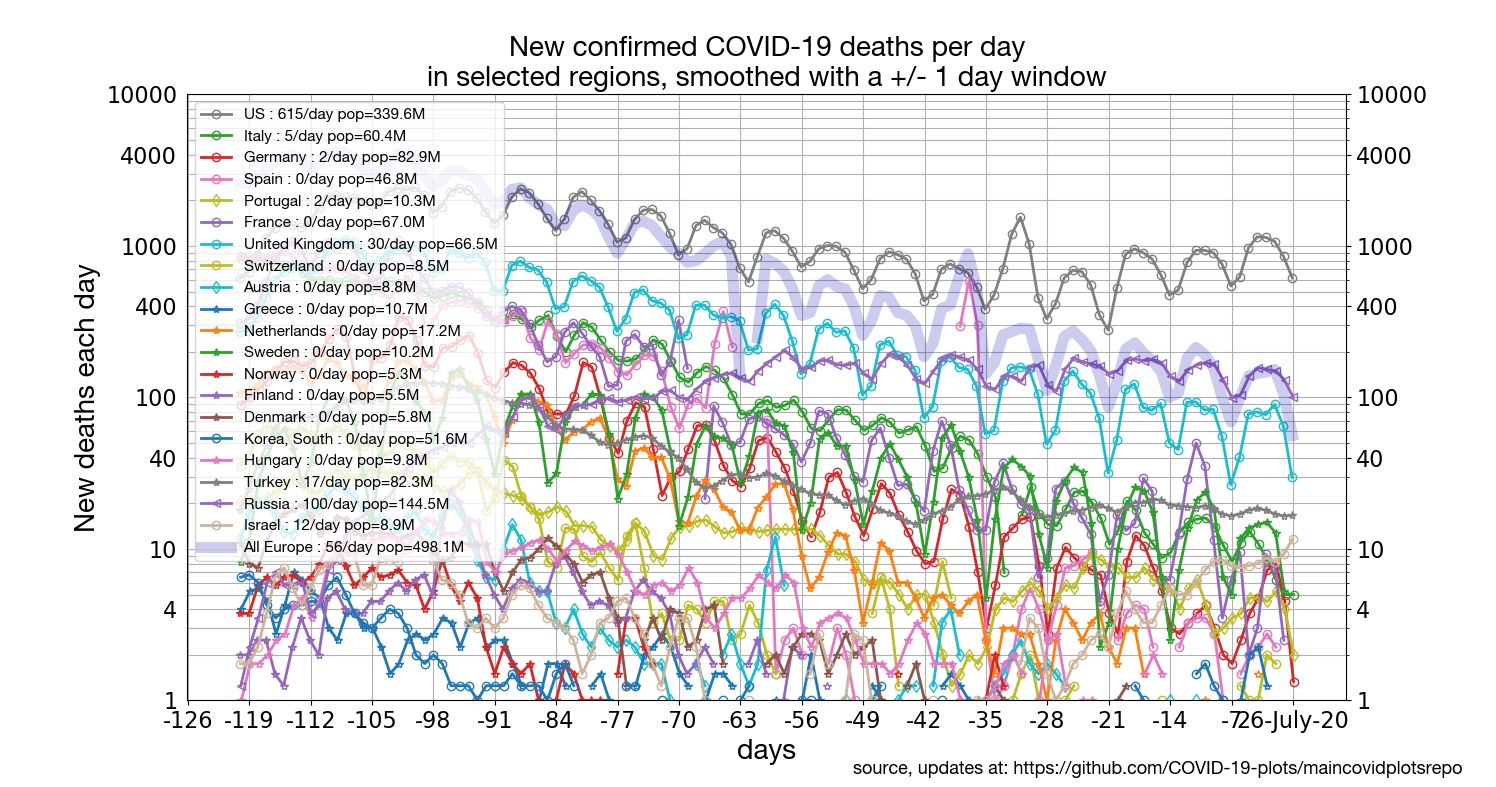 New confirmed COVID-19 deaths per day
in selected regions, smoothed with a +/- 1 day window
New deaths each day
10000
4000
1000
400
100
40
10
4
1
US : 615/day pop=339.6M
Italy : 5/day pop=60.4M
Germany : 2/day pop=82.9M
Spain : 0/day pop=46.8M
Portugal : 2/day pop=10.3M
France : 0/day pop=67.0M
United Kingdom : 30/day pop=66.5M
Switzerland : 0/day pop=8.5M
Austria : 0/day pop=8.8M
Greece : 0/day pop=10.7M
Netherlands : 0/day pop=17.2M
Sweden : 0/day pop=10.2M
Norway : 0/day pop=5.3M
Finland : 0/day pop=5.5M
Denmark : 0/day pop=5.8M
Korea, South : 0/day pop=51.6M
Hungary : 0/day pop=9.8M
Turkey : 17/day pop=82.3M
Russia : 100/day pop=144.5M
Israel : 12/day pop=8.9M
All Europe : 56/day pop=498.1M
10000
4000
1000
400
100
40
10
4
1
-126 -119 -112 -105 -98 -91 -84 -77 -70 -63 -56 -49 -42 -35 -28 -21 -14 -7 26-July-20
days
source, updates at: https://github.com/COVID-19-plots/maincovidplotsrepo